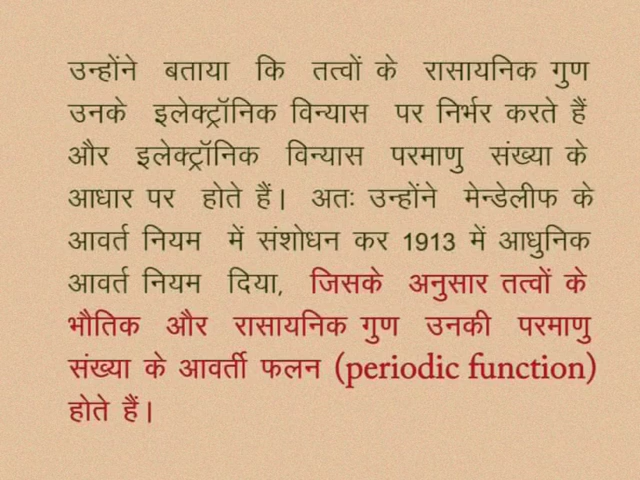 उन्होंने बताया कि तत्वों के रासायनिक गुण
उनके इलेक्ट्रॉनिक विन्यास पर निर्भर करते हैं
और इलेक्ट्रॉनिक विन्यास परमाणु संख्या के
आधार पर होते हैं। अतः उन्होंने मेन्डेलीफ के
आवर्त नियम में संशोधन कर 1913 में आधुनिक
आवर्त नियम दिया, जिसके अनुसार तत्वों के
भौतिक और रासायनिक गुण उनकी परमाणु
संख्या के आवर्ती फलन (periodic function)
होते हैं।